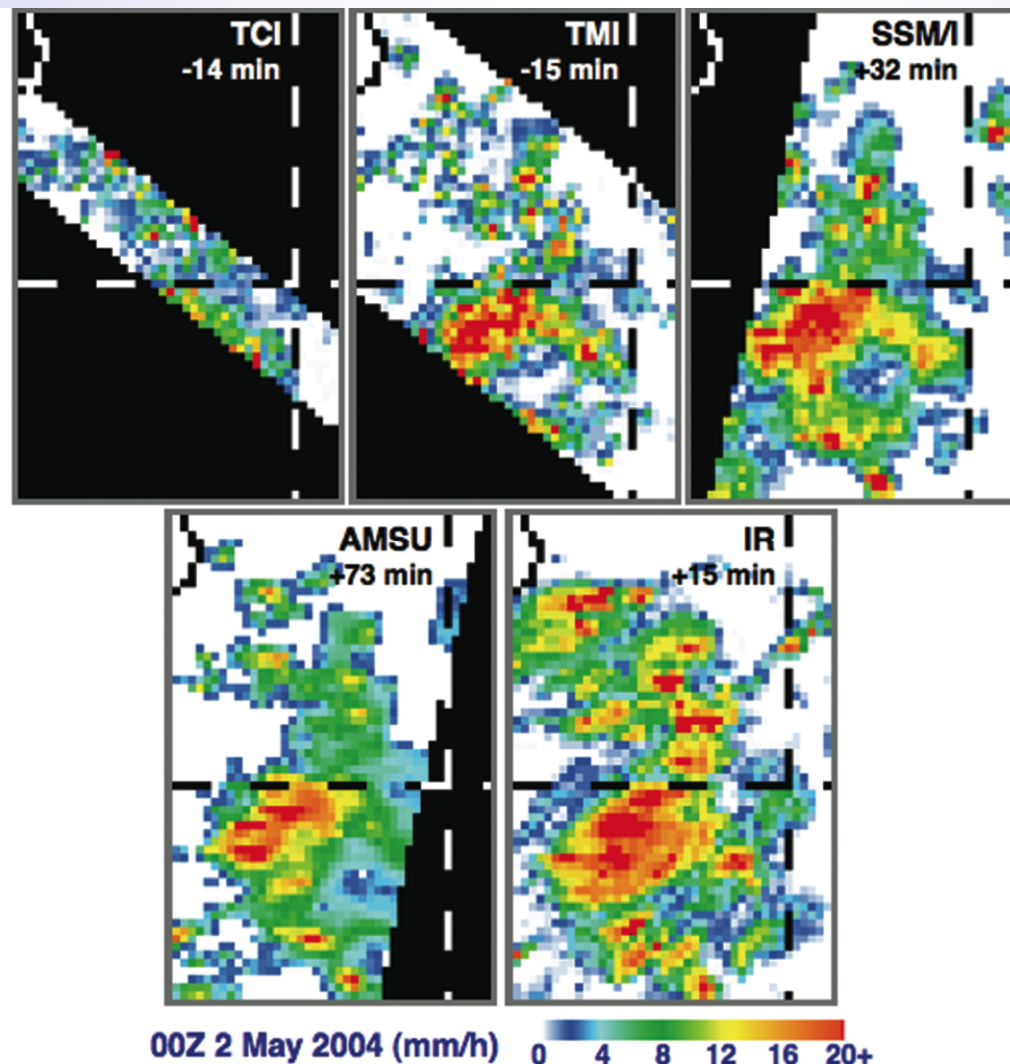 TCI
-14 min
TMI
-15 min
SSM/I
+32 min
AMSU
+73 min
IR
+15 min
00Z 2 May 2004 (mm/h)
0 4 8 12 16 20+